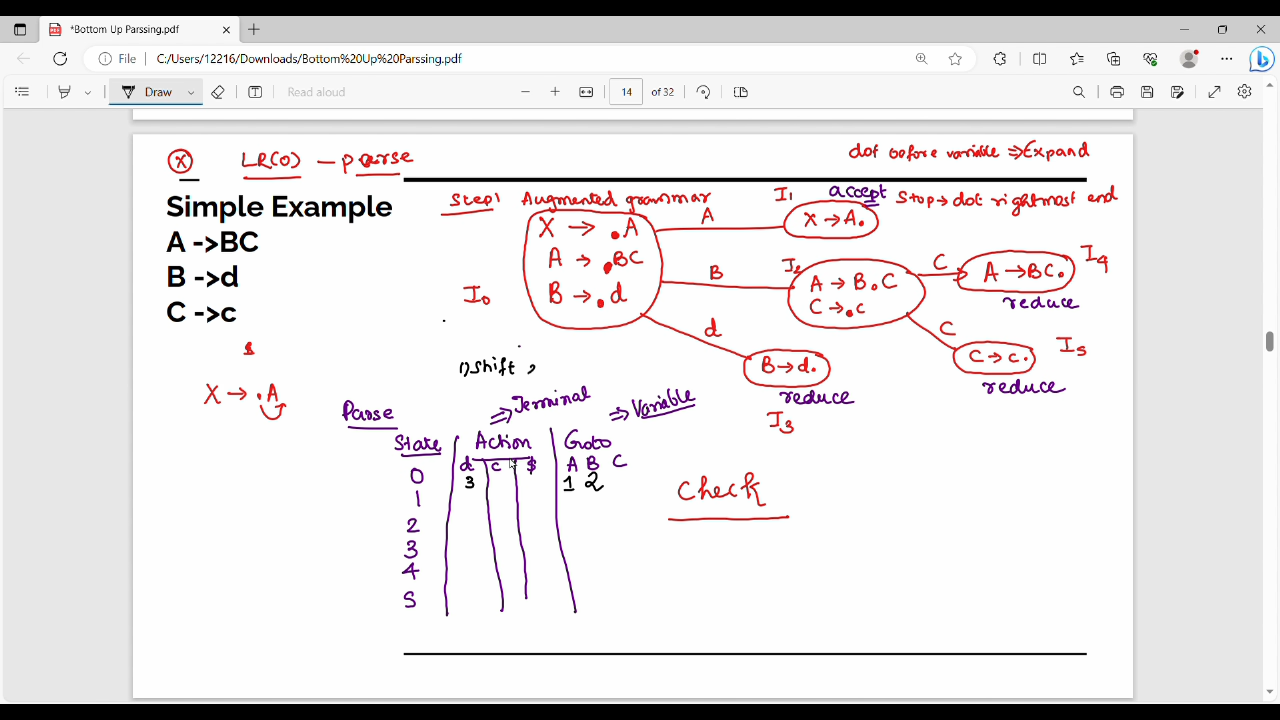 *Bottom Up Parssing.pdf
File C:/Users/12216/Downloads/Bottom%20Up%20Parssing.pdf
Draw Read aloud 14 of 32
X LR(0) - parse
dot before variable ⇒ Expand
Simple Example
A ->BC
B ->d
C ->c
$
X → .A
Step1 Augmented grammar
I0
X → .A
A → .BC
B → .d
A
I1 accept Stop → dot rightmost end
X → A.
B
I2
A → B.C
C → .c
C
A → BC. I4
reduce
C
C → c. I5
reduce
d
B → d.
reduce
I3
1) shift ,
Parse ⇒ Terminal ⇒ Variable
State Action Goto
d c $ A B C
0 3 1 2
1
2
3
4
5
Check